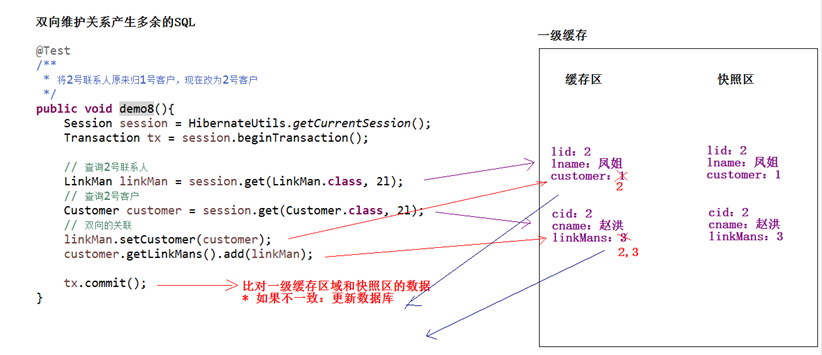 双向维护关系产生多余的SQL
@Test
/**
 * 将2号联系人原来归1号客户，现在改为2号客户
 */
public void demo8(){
    Session session = HibernateUtils.getCurrentSession();
    Transaction tx = session.beginTransaction();
    // 查询2号联系人
    LinkMan linkMan = session.get(LinkMan.class, 2l);
    // 查询2号客户
    Customer customer = session.get(Customer.class, 2l);
    // 双向的关联
    linkMan.setCustomer(customer);
    customer.getLinkMans().add(linkMan);
    tx.commit();
}
比对一级缓存区域和快照区的数据
* 如果不一致：更新数据库
一级缓存
缓存区
lid：2
lname：凤姐
customer：1
2
cid：2
cname：赵洪
linkMans：3
2,3
快照区
lid：2
lname：凤姐
customer：1
cid：2
cname：赵洪
linkMans：3